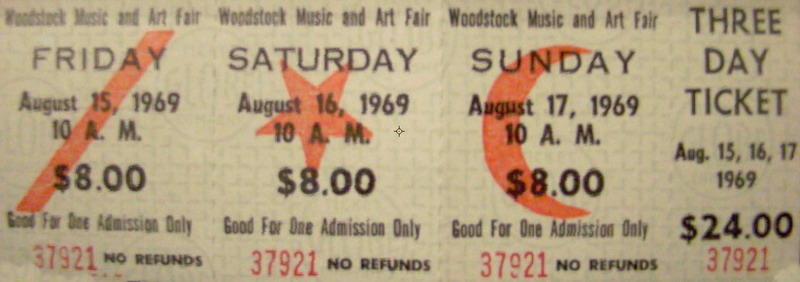 Woodstock Music and Art Fair
FRIDAY
August 15, 1969
10 A. M.
$8.00
Good For One Admission Only
37921 NO REFUNDS
Woodstock Music and Art Fair
SATURDAY
August 16, 1969
10 A. M.
$8.00
Good For One Admission Only
37921 NO REFUNDS
Woodstock Music and Art Fair
SUNDAY
August 17, 1969
10 A. M.
$8.00
Good For One Admission Only
37921 NO REFUNDS
THREE
DAY
TICKET
Aug. 15, 16, 17
1969
$24.00
37921